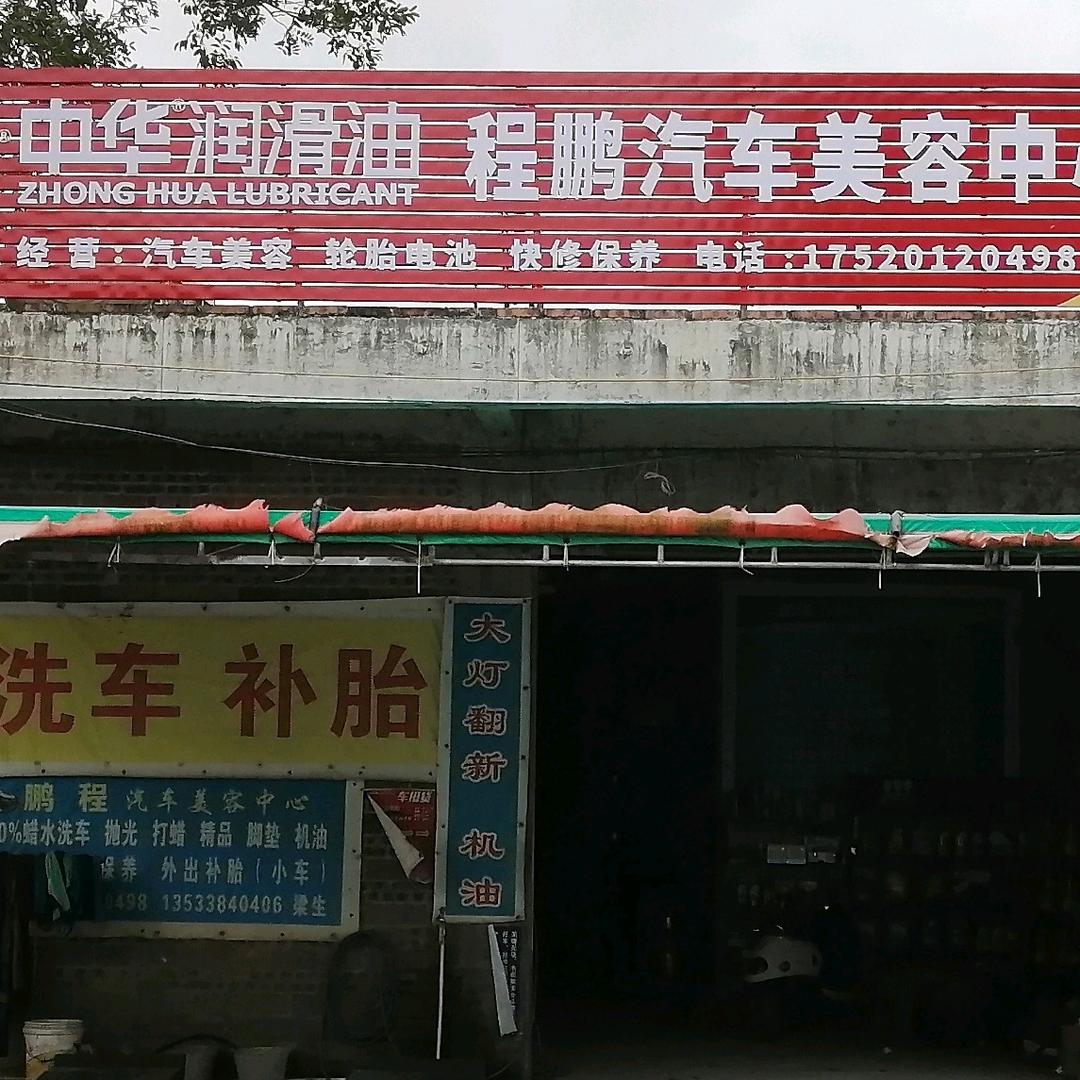 中华®润滑油 程鹏汽车美容中心
ZHONG HUA LUBRICANT
经营：汽车美容 轮胎电池 快修保养 电话：17520120498
洗车 补胎
大灯翻新 机油
鹏程 汽车美容中心
0%蜡水洗车 抛光 打蜡 精品 脚垫 机油
保养 外出补胎（小车）
0498 13533840406 梁生